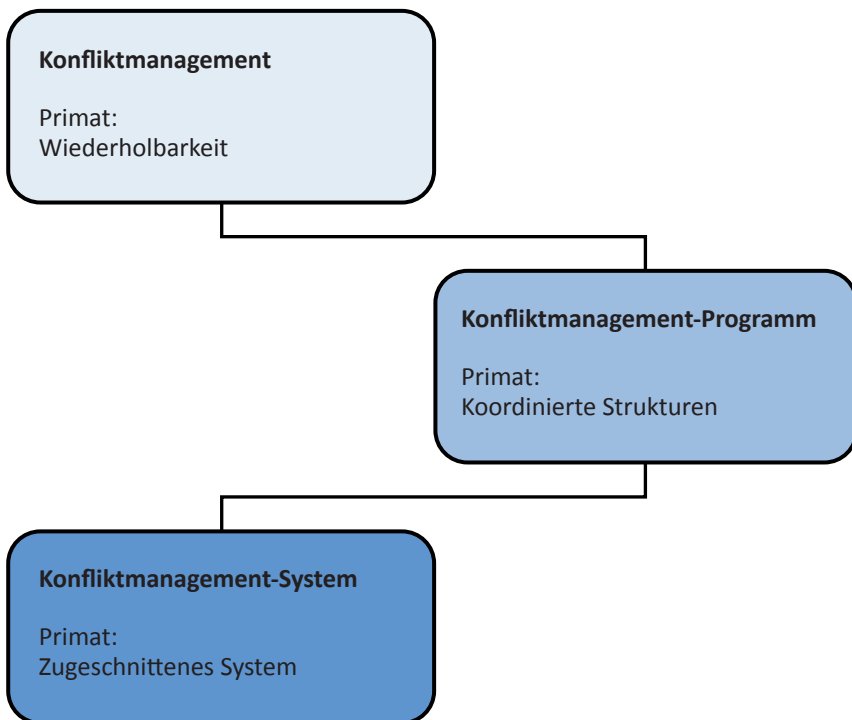 Konfliktmanagement
Primat:
Wiederholbarkeit
Konfliktmanagement-Programm
Primat:
Koordinierte Strukturen
Konfliktmanagement-System
Primat:
Zugeschnittenes System